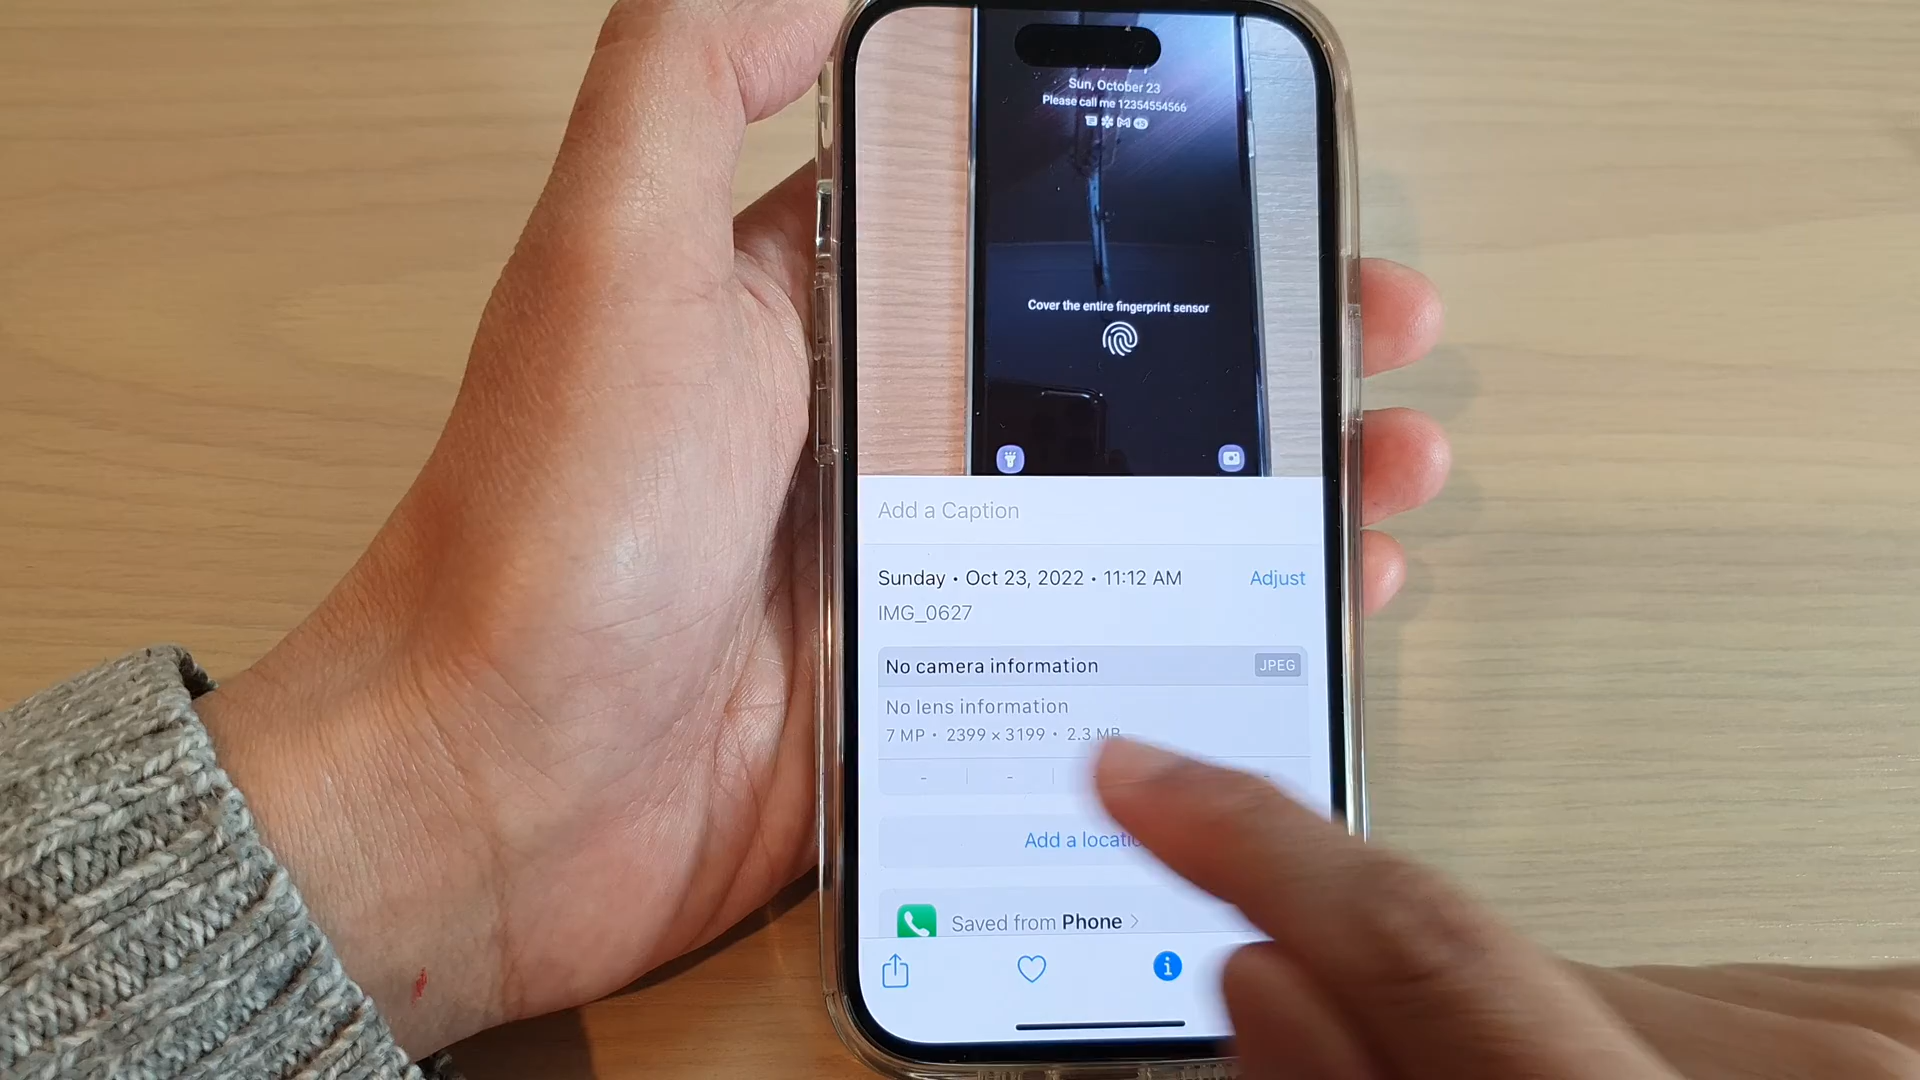 Sun, October 23
Please call me 12354554566
Cover the entire fingerprint sensor
Add a Caption
Sunday • Oct 23, 2022 • 11:12 AM
Adjust
IMG_0627
No camera information
JPEG
No lens information
7 MP • 2399 × 3199 • 2.3 MB
- - -
Add a
Saved from Phone >